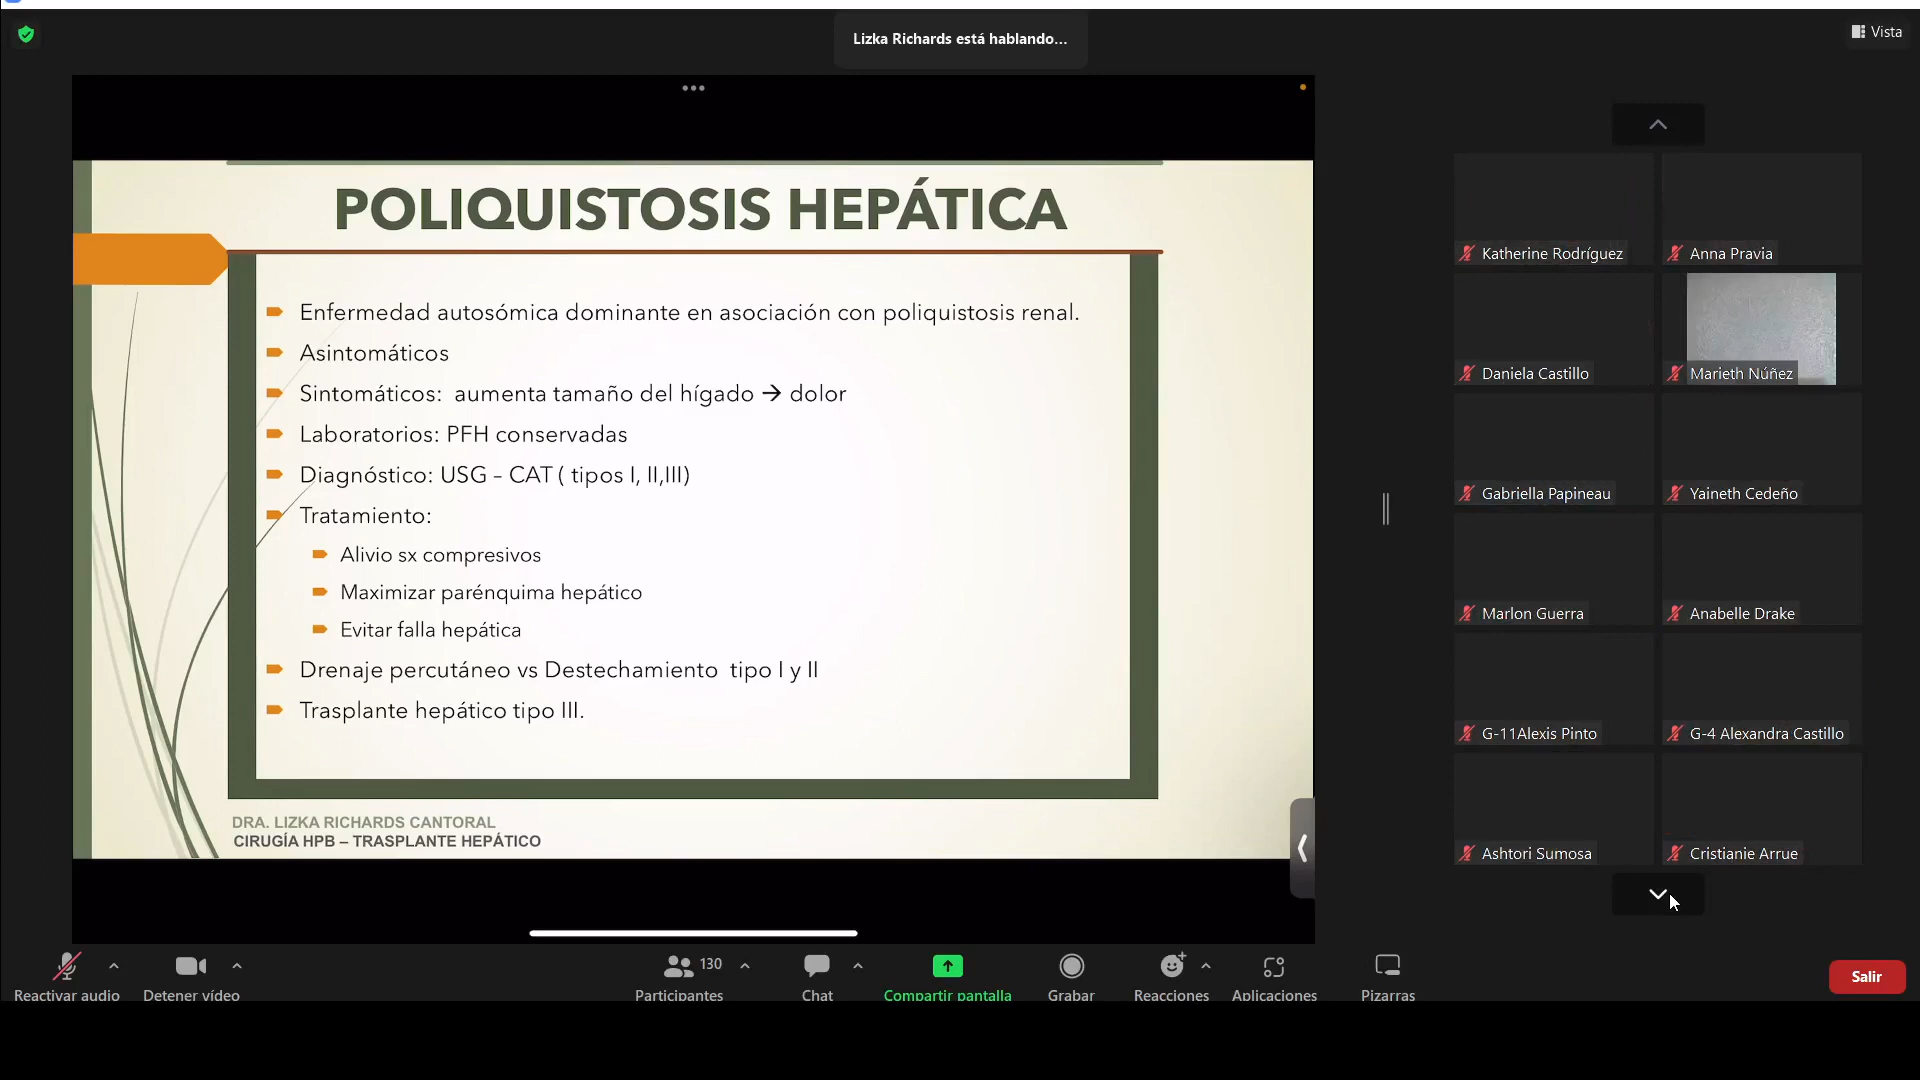 Lizka Richards está hablando...
Vista
POLIQUISTOSIS HEPÁTICA
Enfermedad autosómica dominante en asociación con poliquistosis renal.
Asintomáticos
Sintomáticos: aumenta tamaño del hígado → dolor
Laboratorios: PFH conservadas
Diagnóstico: USG – CAT ( tipos I, II,III)
Tratamiento:
Alivio sx compresivos
Maximizar parénquima hepático
Evitar falla hepática
Drenaje percutáneo vs Destechamiento tipo I y II
Trasplante hepático tipo III.
DRA. LIZKA RICHARDS CANTORAL
CIRUGÍA HPB – TRASPLANTE HEPÁTICO
Katherine Rodríguez
Anna Pravia
Daniela Castillo
Marieth Núñez
Gabriella Papineau
Yaineth Cedeño
Marlon Guerra
Anabelle Drake
G-11Alexis Pinto
G-4 Alexandra Castillo
Ashtori Sumosa
Cristianie Arrue
Reactivar audio
Detener vídeo
130
Participantes
Chat
Compartir pantalla
Grabar
Reacciones
Aplicaciones
Pizarras
Salir